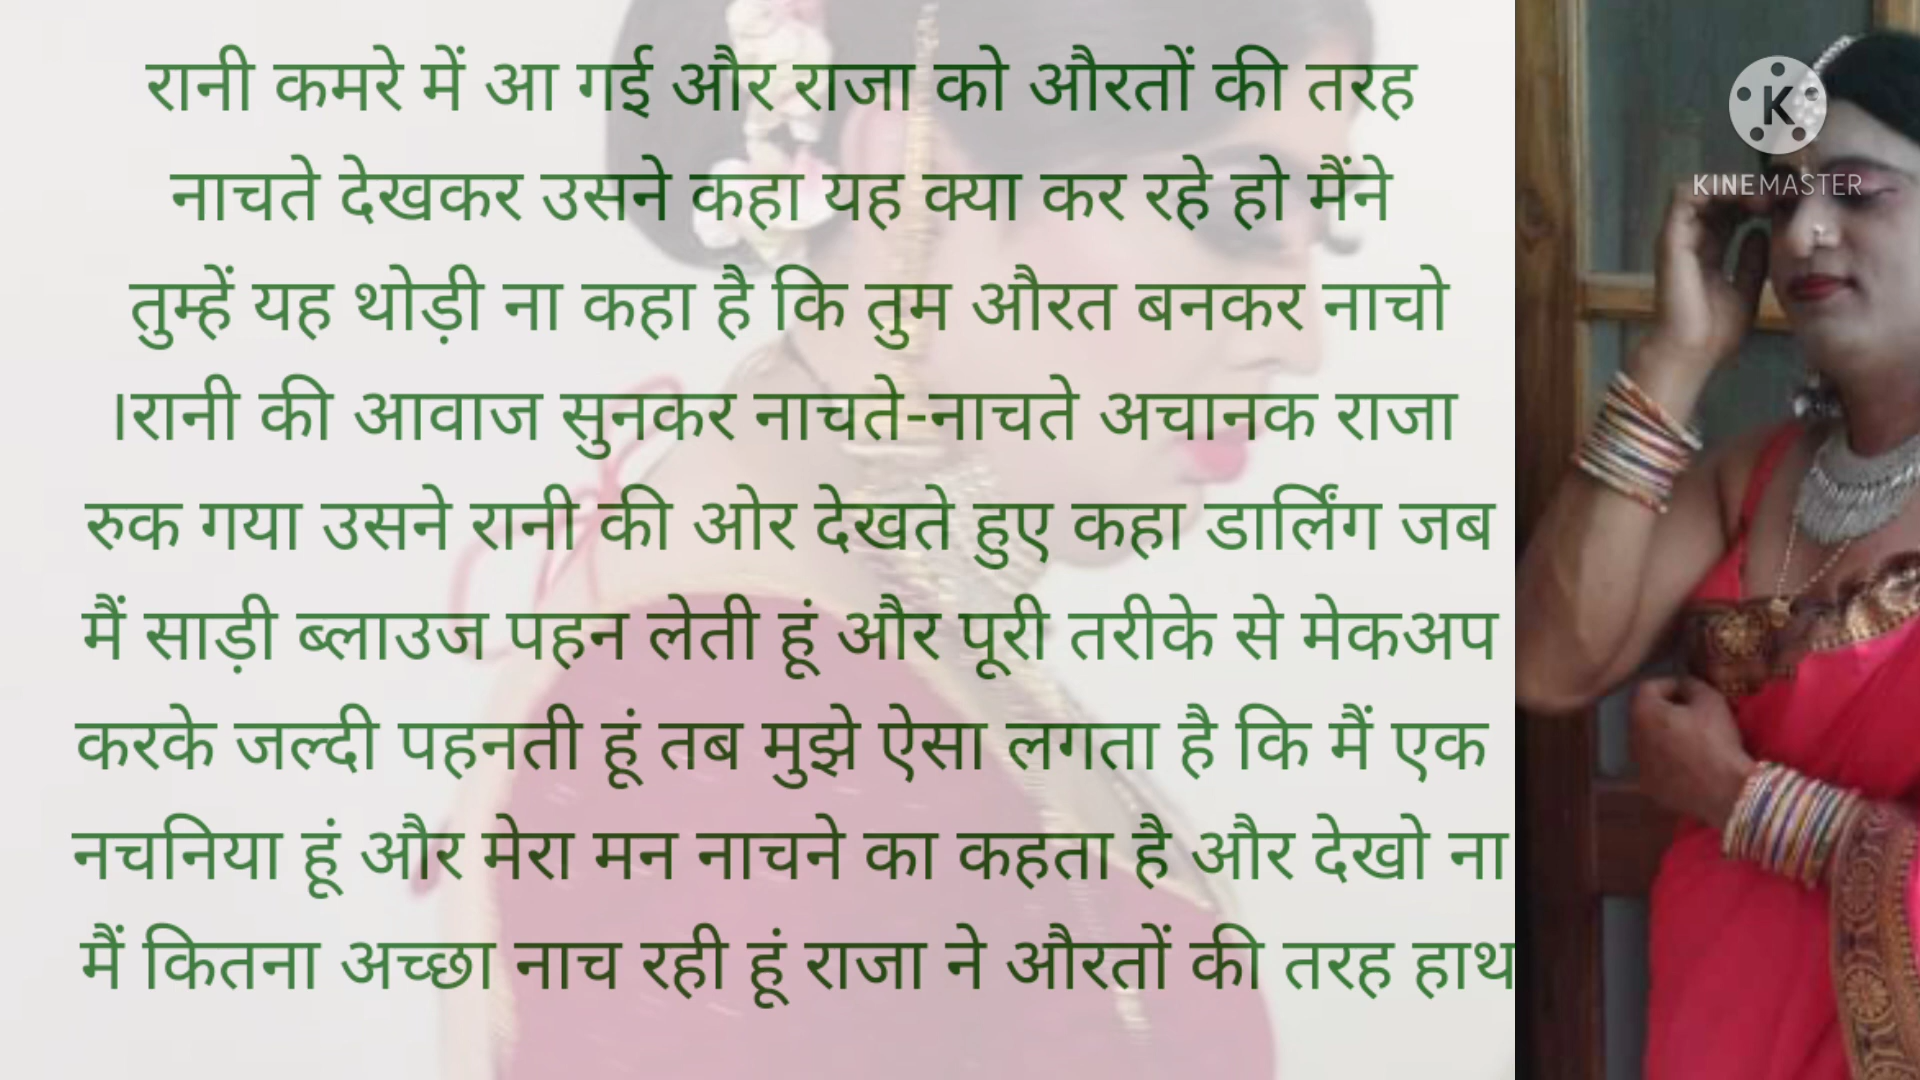 रानी कमरे में आ गई और राजा को औरतों की तरह
नाचते देखकर उसने कहा यह क्या कर रहे हो मैंने
तुम्हें यह थोड़ी ना कहा है कि तुम औरत बनकर नाचो
।रानी की आवाज सुनकर नाचते-नाचते अचानक राजा
रुक गया उसने रानी की ओर देखते हुए कहा डार्लिंग जब
मैं साड़ी ब्लाउज पहन लेती हूं और पूरी तरीके से मेकअप
करके जल्दी पहनती हूं तब मुझे ऐसा लगता है कि मैं एक
नचनिया हूं और मेरा मन नाचने का कहता है और देखो ना
मैं कितना अच्छा नाच रही हूं राजा ने औरतों की तरह हाथ
K
KINEMASTER